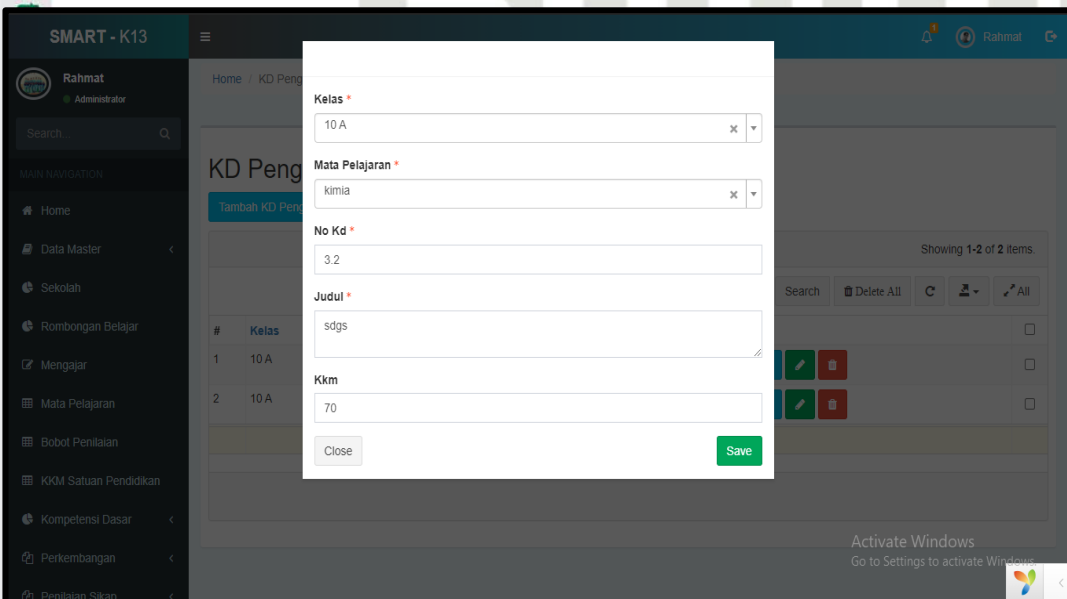 SMART - K13
1
Rahmat
Rahmat
Administrator
Home / KD Peng
Search...
MAIN NAVIGATION
Home
Data Master
Sekolah
Rombongan Belajar
Mengajar
Mata Pelajaran
Bobot Penilaian
KKM Satuan Pendidikan
Kompetensi Dasar
Perkembangan
Penilaian Sikap
KD Peng
Tambah KD Peng
Showing 1-2 of 2 items.
Search Delete All All
# Kelas
1 10 A
2 10 A
Kelas *
10 A
Mata Pelajaran *
kimia
No Kd *
3.2
Judul *
sdgs
Kkm
70
Close Save
Activate Windows
Go to Settings to activate Windows.